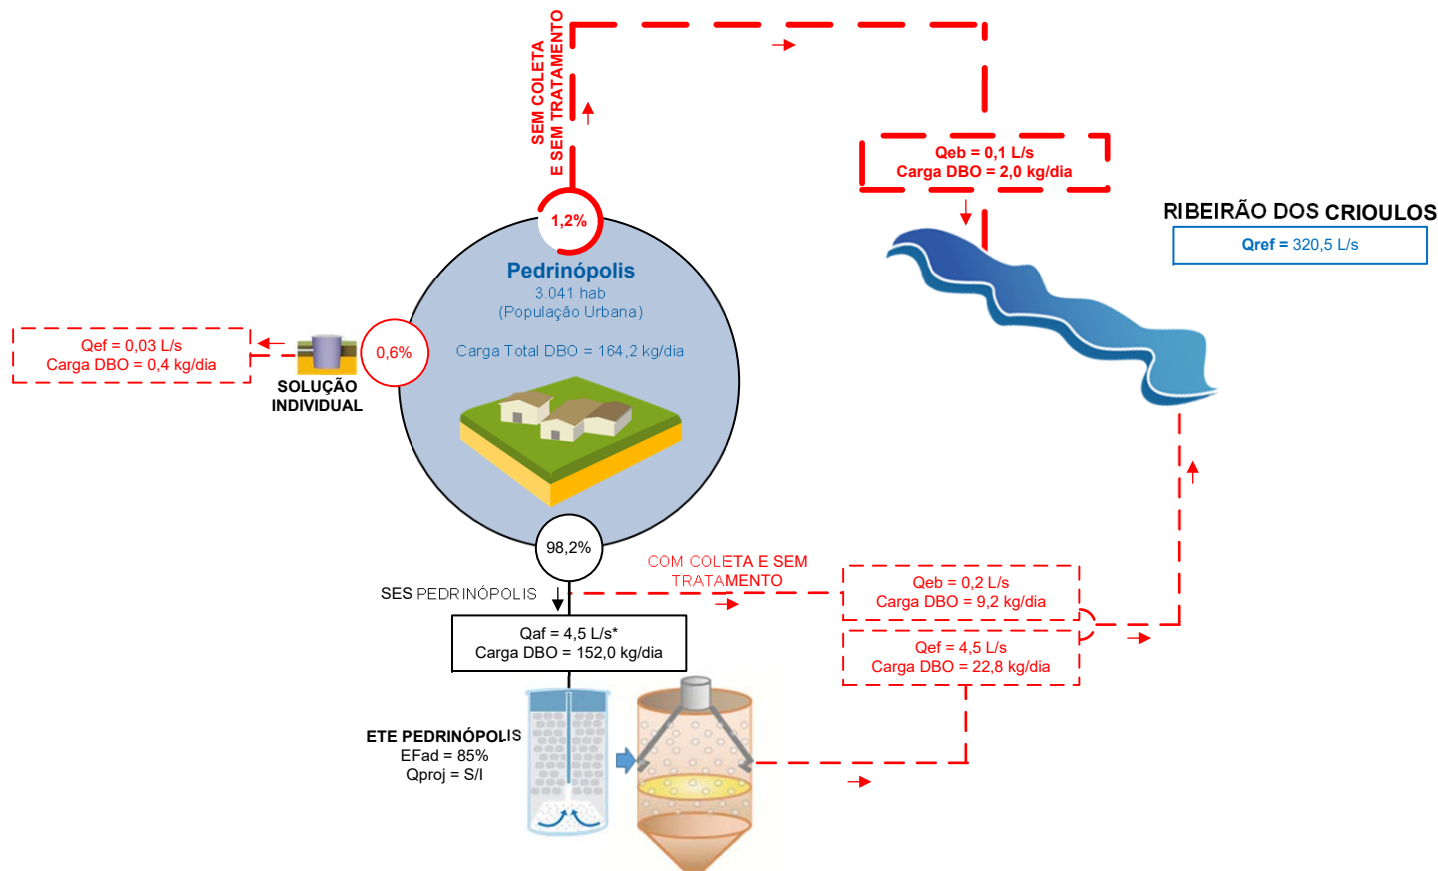 SEM COLETA
E SEM TRATAMENTO
Qeb = 0,1 L/s
Carga DBO = 2,0 kg/dia
RIBEIRÃO DOS CRIOULOS
Qref = 320,5 L/s
1,2%
Pedrinópolis
3.041 hab
(População Urbana)
Carga Total DBO = 164,2 kg/dia
Qef = 0,03 L/s
Carga DBO = 0,4 kg/dia
0,6%
SOLUÇÃO
INDIVIDUAL
98,2%
SES PEDRINÓPOLIS
COM COLETA E SEM
TRATAMENTO
Qeb = 0,2 L/s
Carga DBO = 9,2 kg/dia
Qaf = 4,5 L/s*
Carga DBO = 152,0 kg/dia
Qef = 4,5 L/s
Carga DBO = 22,8 kg/dia
ETE PEDRINÓPOLIS
EFad = 85%
Qproj = S/I